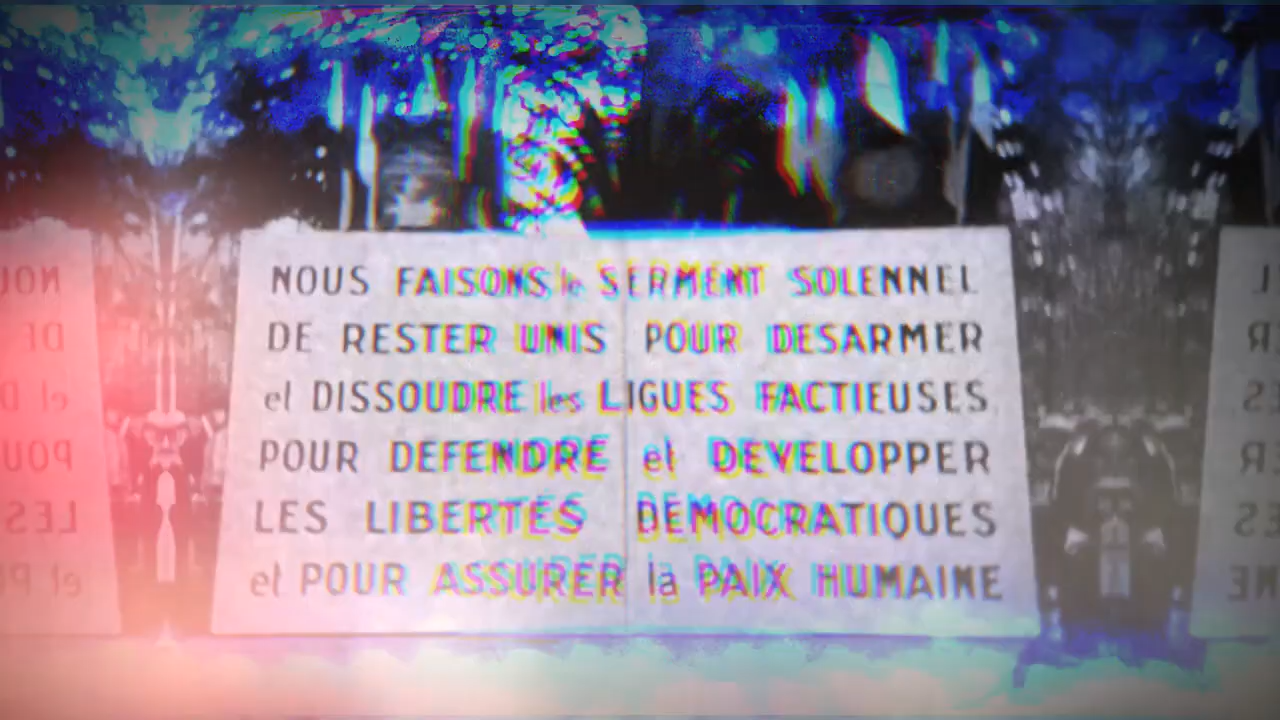 NOUS FAISONS le SERMENT SOLENNEL
DE RESTER UNIS POUR DESARMER
et DISSOUDRE les LIGUES FACTIEUSES
POUR DEFENDRE et DEVELOPPER
LES LIBERTÉS DEMOCRATIQUES
et POUR ASSURER la PAIX HUMAINE